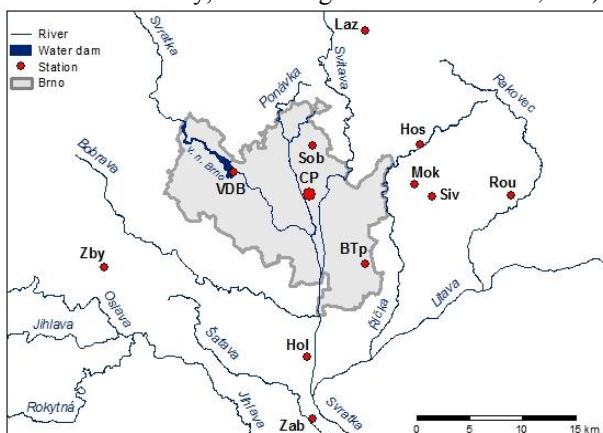 River
Water dam
Station
Brno
Svratka
Laz
Svitava
Ponávka
Rakovec
Hos
Sob
CP
Mok
Siv
Rou
Bobrava
v. n. Brno
VDB
BTp
Zby
Oslava
Jihlava
Šatava
Říčka
Litava
Hol
Rokytná
Jihlava
Zab
Svratka
0 5 10 15 km